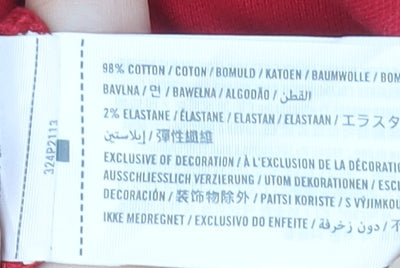 98% COTTON / COTON / BOMULD / KATOEN / BAUMWOLLE / BOM
BAVLNA / 면 / BAWEŁNA / ALGODÃO / القطن
2% ELASTANE / ÉLASTANE / ELASTAN / ELASTAAN / エラスタ
إيلاستين / 彈性纖維
EXCLUSIVE OF DECORATION / À L'EXCLUSION DE LA DÉCORATIO
AUSSCHLIESSLICH VERZIERUNG / UTOM DEKORATIONEN / ESCL
DECORACIÓN / 装饰物除外 / PAITSI KORISTE / S VÝJIMKOU
IKKE MEDREGNET / EXCLUSIVO DO ENFEITE / دون زخرفة / 不
324P2113